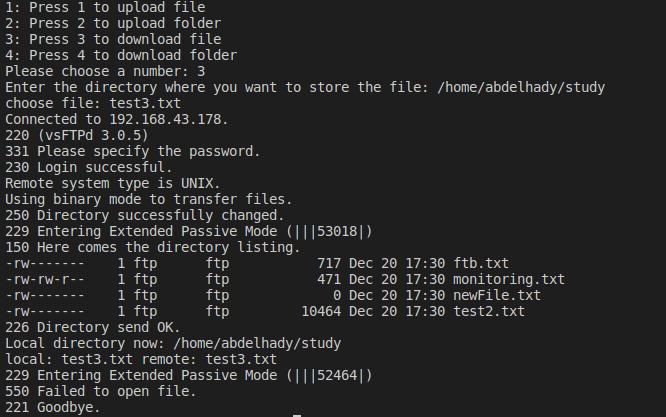 1: Press 1 to upload file
2: Press 2 to upload folder
3: Press 3 to download file
4: Press 4 to download folder
Please choose a number: 3
Enter the directory where you want to store the file: /home/abdelhady/study
choose file: test3.txt
Connected to 192.168.43.178.
220 (vsFTPd 3.0.5)
331 Please specify the password.
230 Login successful.
Remote system type is UNIX.
Using binary mode to transfer files.
250 Directory successfully changed.
229 Entering Extended Passive Mode (|||53018|)
150 Here comes the directory listing.
-rw-------    1 ftp      ftp           717 Dec 20 17:30 ftb.txt
-rw-rw-r--    1 ftp      ftp           471 Dec 20 17:30 monitoring.txt
-rw-------    1 ftp      ftp             0 Dec 20 17:30 newFile.txt
-rw-------    1 ftp      ftp         10464 Dec 20 17:30 test2.txt
226 Directory send OK.
Local directory now: /home/abdelhady/study
local: test3.txt remote: test3.txt
229 Entering Extended Passive Mode (|||52464|)
550 Failed to open file.
221 Goodbye.